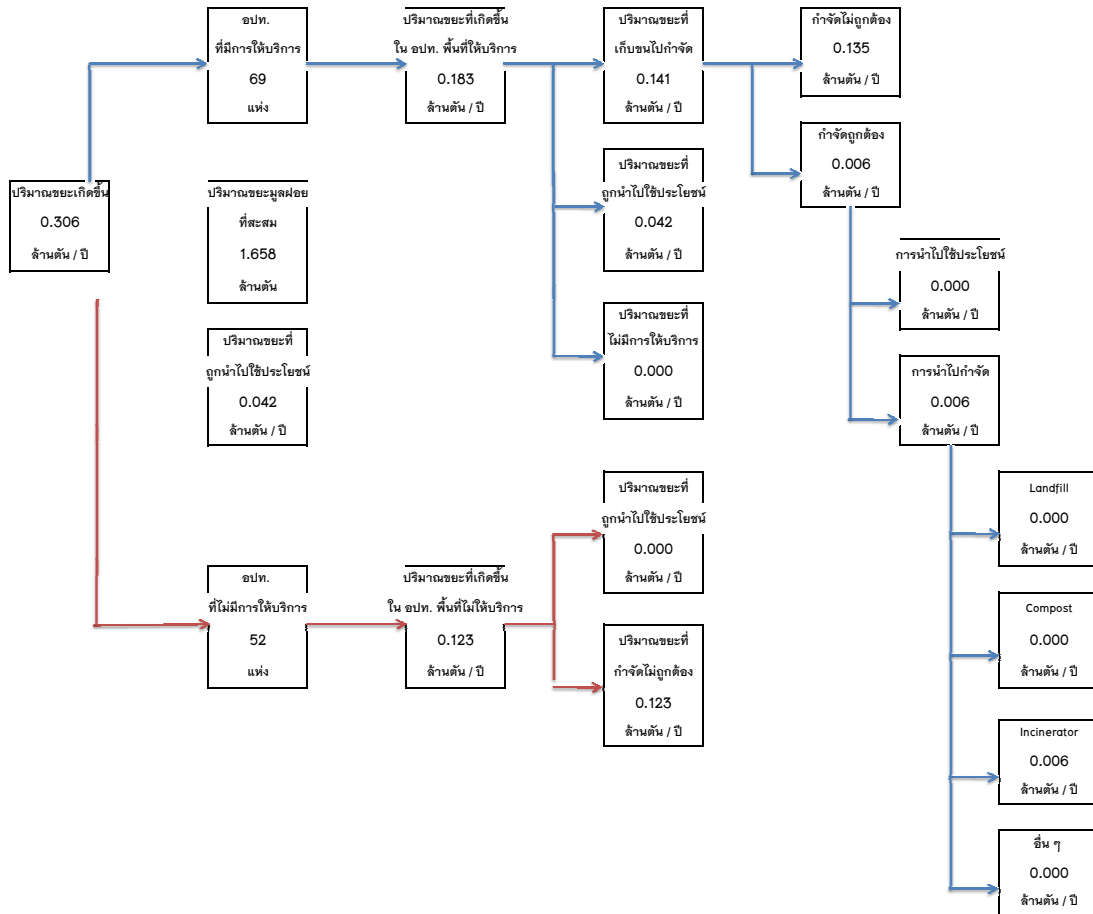 อปท.
ที่มีการให้บริการ
69
แห่ง
ปริมาณขยะที่เกิดขึ้น
ใน อปท. พื้นที่ให้บริการ
0.183
ล้านตัน / ปี
ปริมาณขยะที่
เก็บขนไปกำจัด
0.141
ล้านตัน / ปี
กำจัดไม่ถูกต้อง
0.135
ล้านตัน / ปี
กำจัดถูกต้อง
0.006
ล้านตัน / ปี
ปริมาณขยะเกิดขึ้น
0.306
ล้านตัน / ปี
ปริมาณขยะมูลฝอย
ที่สะสม
1.658
ล้านตัน
ปริมาณขยะที่
ถูกนำไปใช้ประโยชน์
0.042
ล้านตัน / ปี
การนำไปใช้ประโยชน์
0.000
ล้านตัน / ปี
ปริมาณขยะที่
ไม่มีการให้บริการ
0.000
ล้านตัน / ปี
ปริมาณขยะที่
ถูกนำไปใช้ประโยชน์
0.042
ล้านตัน / ปี
การนำไปกำจัด
0.006
ล้านตัน / ปี
ปริมาณขยะที่
ถูกนำไปใช้ประโยชน์
0.000
ล้านตัน / ปี
Landfill
0.000
ล้านตัน / ปี
อปท.
ที่ไม่มีการให้บริการ
52
แห่ง
ปริมาณขยะที่เกิดขึ้น
ใน อปท. พื้นที่ไม่ให้บริการ
0.123
ล้านตัน / ปี
ปริมาณขยะที่
กำจัดไม่ถูกต้อง
0.123
ล้านตัน / ปี
Compost
0.000
ล้านตัน / ปี
Incinerator
0.006
ล้านตัน / ปี
อื่น ๆ
0.000
ล้านตัน / ปี